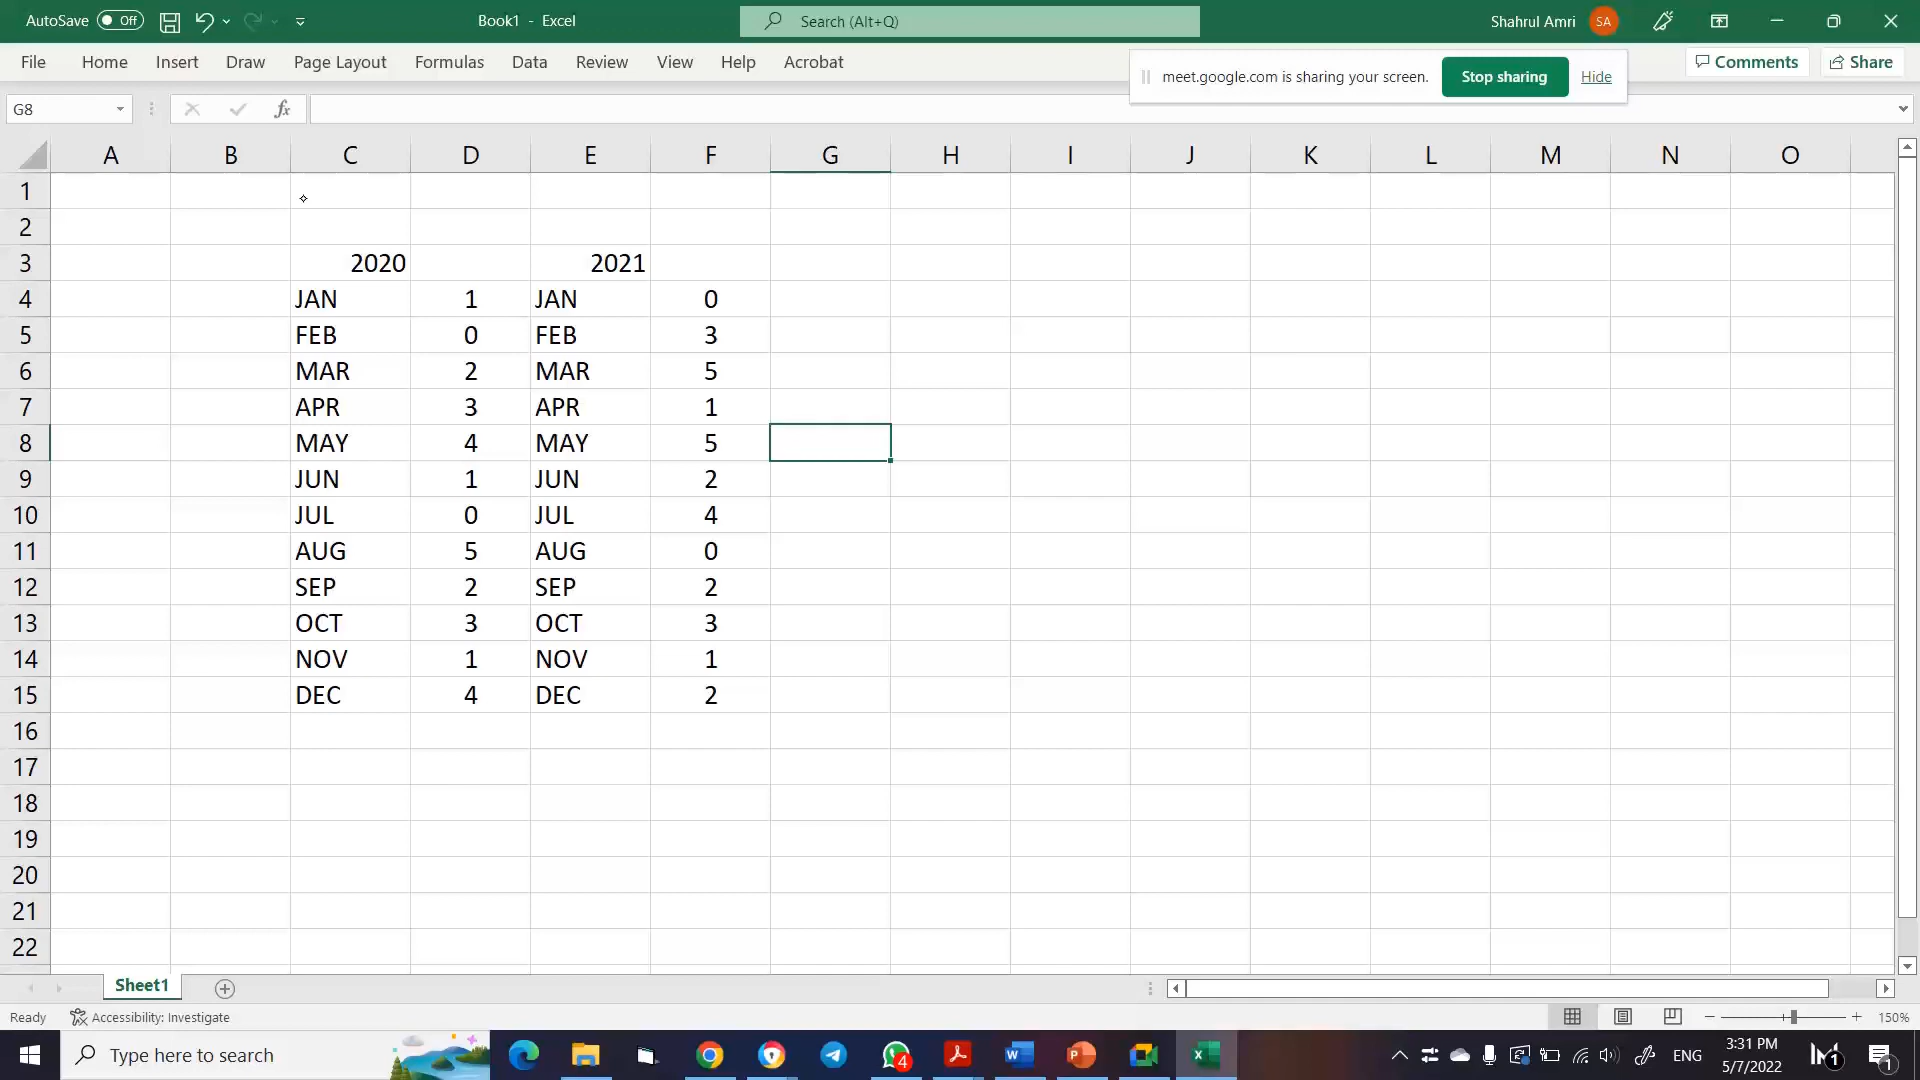 AutoSave Off Book1 - Excel Search (Alt+Q) Shahrul Amri SA
File Home Insert Draw Page Layout Formulas Data Review View Help Acrobat Comments Share
meet.google.com is sharing your screen. Stop sharing Hide
G8 fx
A B C D E F G H I J K L M N O
1
2
3 2020 2021
4 JAN 1 JAN 0
5 FEB 0 FEB 3
6 MAR 2 MAR 5
7 APR 3 APR 1
8 MAY 4 MAY 5
9 JUN 1 JUN 2
10 JUL 0 JUL 4
11 AUG 5 AUG 0
12 SEP 2 SEP 2
13 OCT 3 OCT 3
14 NOV 1 NOV 1
15 DEC 4 DEC 2
16
17
18
19
20
21
22
Sheet1
Ready Accessibility: Investigate 150%
Type here to search 4 ENG 3:31 PM 1 1
5/7/2022